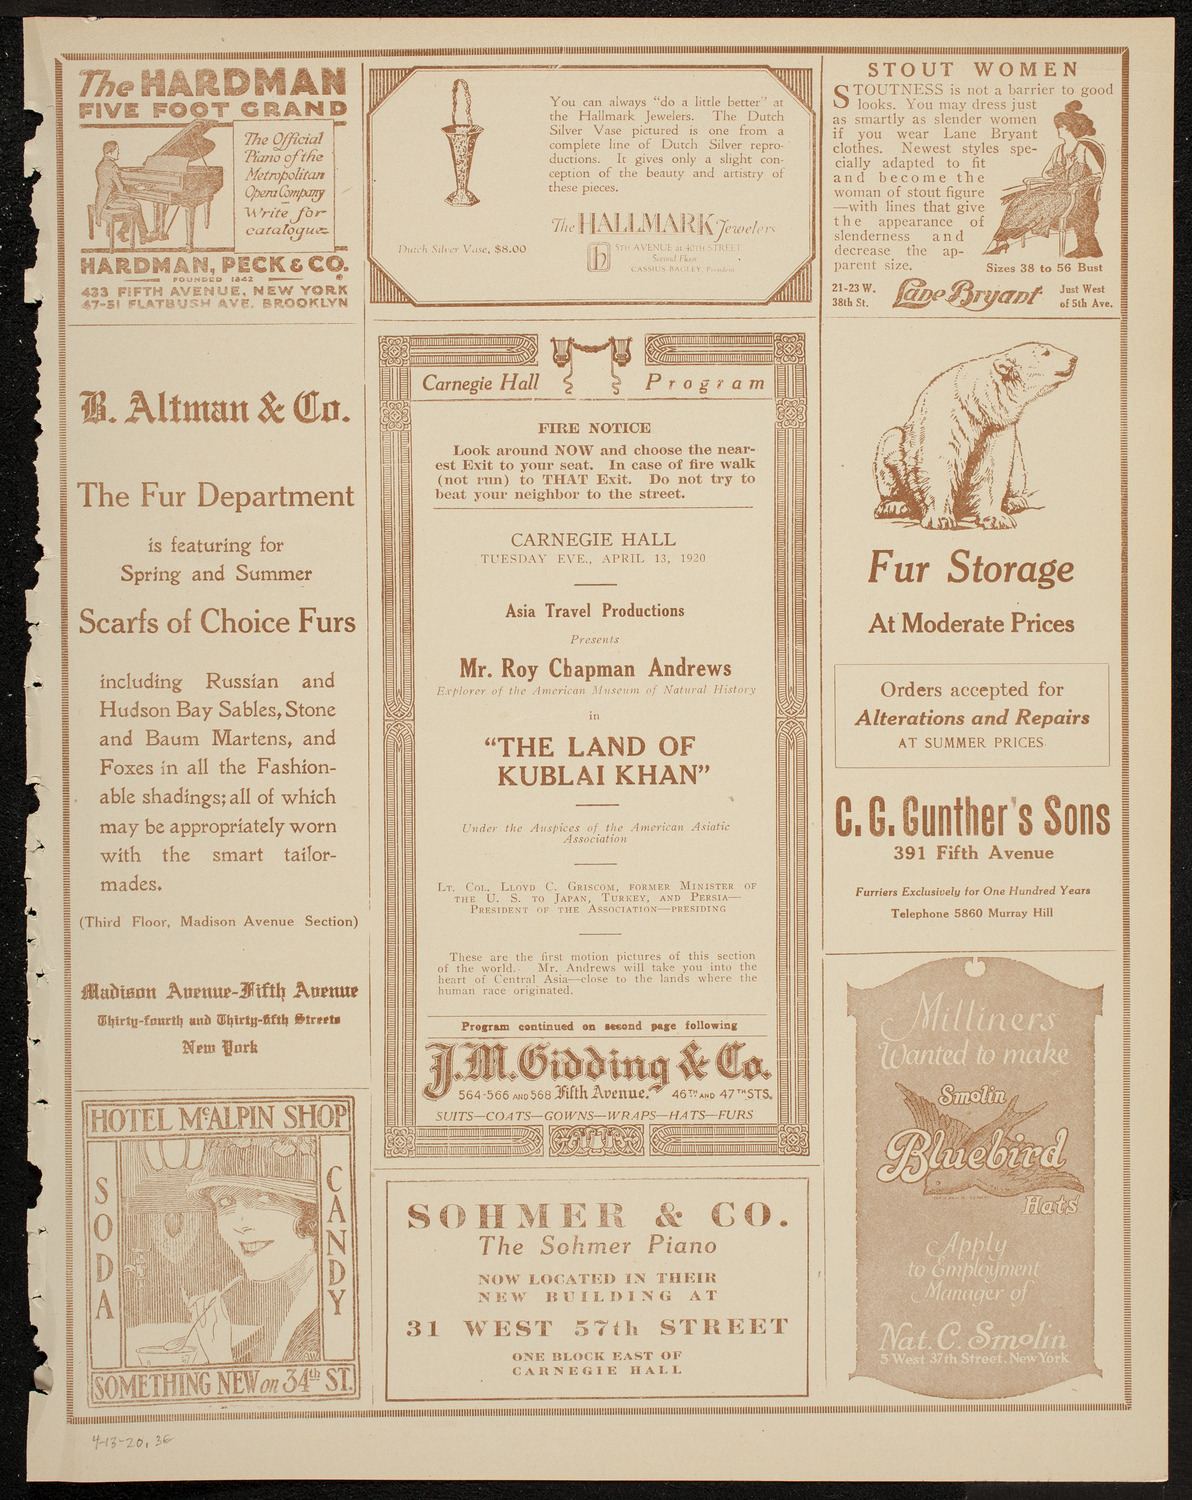 The HARDMAN
FIVE FOOT GRAND
The Official
Piano of the
Metropolitan
Opera Company
Write for
catalogue
HARDMAN, PECK & CO.
FOUNDED 1842
433 FIFTH AVENUE, NEW YORK
47-51 FLATBUSH AVE. BROOKLYN
You can always "do a little better" at
the Hallmark Jewelers. The Dutch
Silver Vase pictured is one from a
complete line of Dutch Silver repro-
ductions. It gives only a slight con-
ception of the beauty and artistry of
these pieces.
The HALLMARK Jewelers
Dutch Silver Vase, $8.00
5TH AVENUE at 40TH STREET
Second Floor
CASSIUS BAGLEY, President
STOUT WOMEN
STOUTNESS is not a barrier to good
looks. You may dress just
as smartly as slender women
if you wear Lane Bryant
clothes. Newest styles spe-
cially adapted to fit
and become the
woman of stout figure
—with lines that give
the appearance of
slenderness and
decrease the ap-
parent size.
Sizes 38 to 56 Bust
21-23 W.
38th St.
Lane Bryant
Just West
of 5th Ave.
B. Altman & Co.
The Fur Department
is featuring for
Spring and Summer
Scarfs of Choice Furs
including Russian and
Hudson Bay Sables, Stone
and Baum Martens, and
Foxes in all the Fashion-
able shadings; all of which
may be appropriately worn
with the smart tailor-
mades.
(Third Floor, Madison Avenue Section)
Madison Avenue-Fifth Avenue
Thirty-fourth and Thirty-fifth Streets
New York
HOTEL McALPIN SHOP
SODA
CANDY
SOMETHING NEW on 34th ST.
Carnegie Hall Program
FIRE NOTICE
Look around NOW and choose the near-
est Exit to your seat. In case of fire walk
(not run) to THAT Exit. Do not try to
beat your neighbor to the street.
CARNEGIE HALL
TUESDAY EVE., APRIL 13, 1920
Asia Travel Productions
Presents
Mr. Roy Chapman Andrews
Explorer of the American Museum of Natural History
in
"THE LAND OF
KUBLAI KHAN"
Under the Auspices of the American Asiatic
Association
LT. COL. LLOYD C. GRISCOM, FORMER MINISTER OF
THE U. S. TO JAPAN, TURKEY, AND PERSIA—
PRESIDENT OF THE ASSOCIATION—PRESIDING
These are the first motion pictures of this section
of the world. Mr. Andrews will take you into the
heart of Central Asia—close to the lands where the
human race originated.
Program continued on second page following
J.M. Gidding & Co.
564-566 AND 568 Fifth Avenue. 46TH AND 47TH STS.
SUITS—COATS—GOWNS—WRAPS—HATS—FURS
SOHMER & CO.
The Sohmer Piano
NOW LOCATED IN THEIR
NEW BUILDING AT
31 WEST 57th STREET
ONE BLOCK EAST OF
CARNEGIE HALL
Fur Storage
At Moderate Prices
Orders accepted for
Alterations and Repairs
AT SUMMER PRICES
C. G. Gunther's Sons
391 Fifth Avenue
Furriers Exclusively for One Hundred Years
Telephone 5860 Murray Hill
Milliners
Wanted to make
Smolin
Bluebird
Hats
Apply
to Employment
Manager of
Nat. C. Smolin
5 West 37th Street, New York
4-13-20, 3E